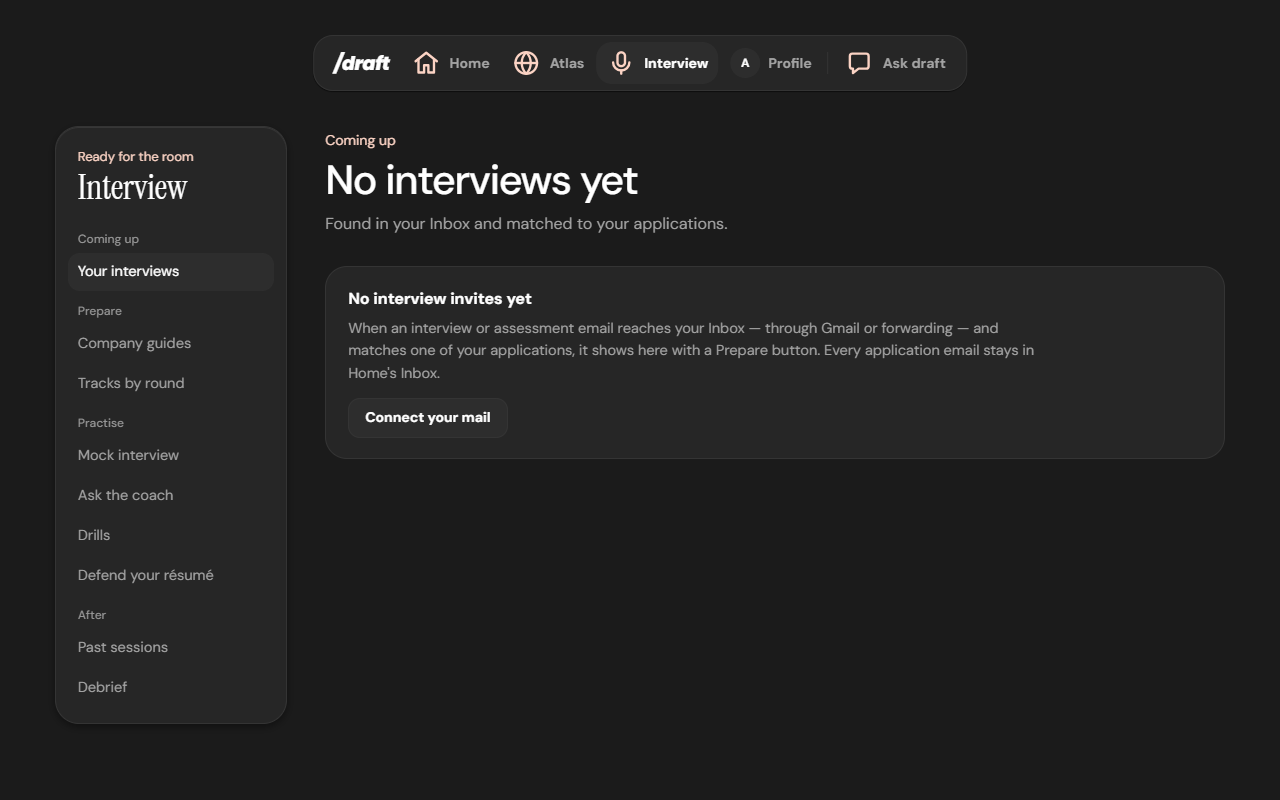 /draft
Home
Atlas
Interview
A
Profile
Ask draft
Ready for the room
Interview
Coming up
Your interviews
Prepare
Company guides
Tracks by round
Practise
Mock interview
Ask the coach
Drills
Defend your résumé
After
Past sessions
Debrief
Coming up
No interviews yet
Found in your Inbox and matched to your applications.
No interview invites yet
When an interview or assessment email reaches your Inbox — through Gmail or forwarding — and
matches one of your applications, it shows here with a Prepare button. Every application email stays in
Home's Inbox.
Connect your mail